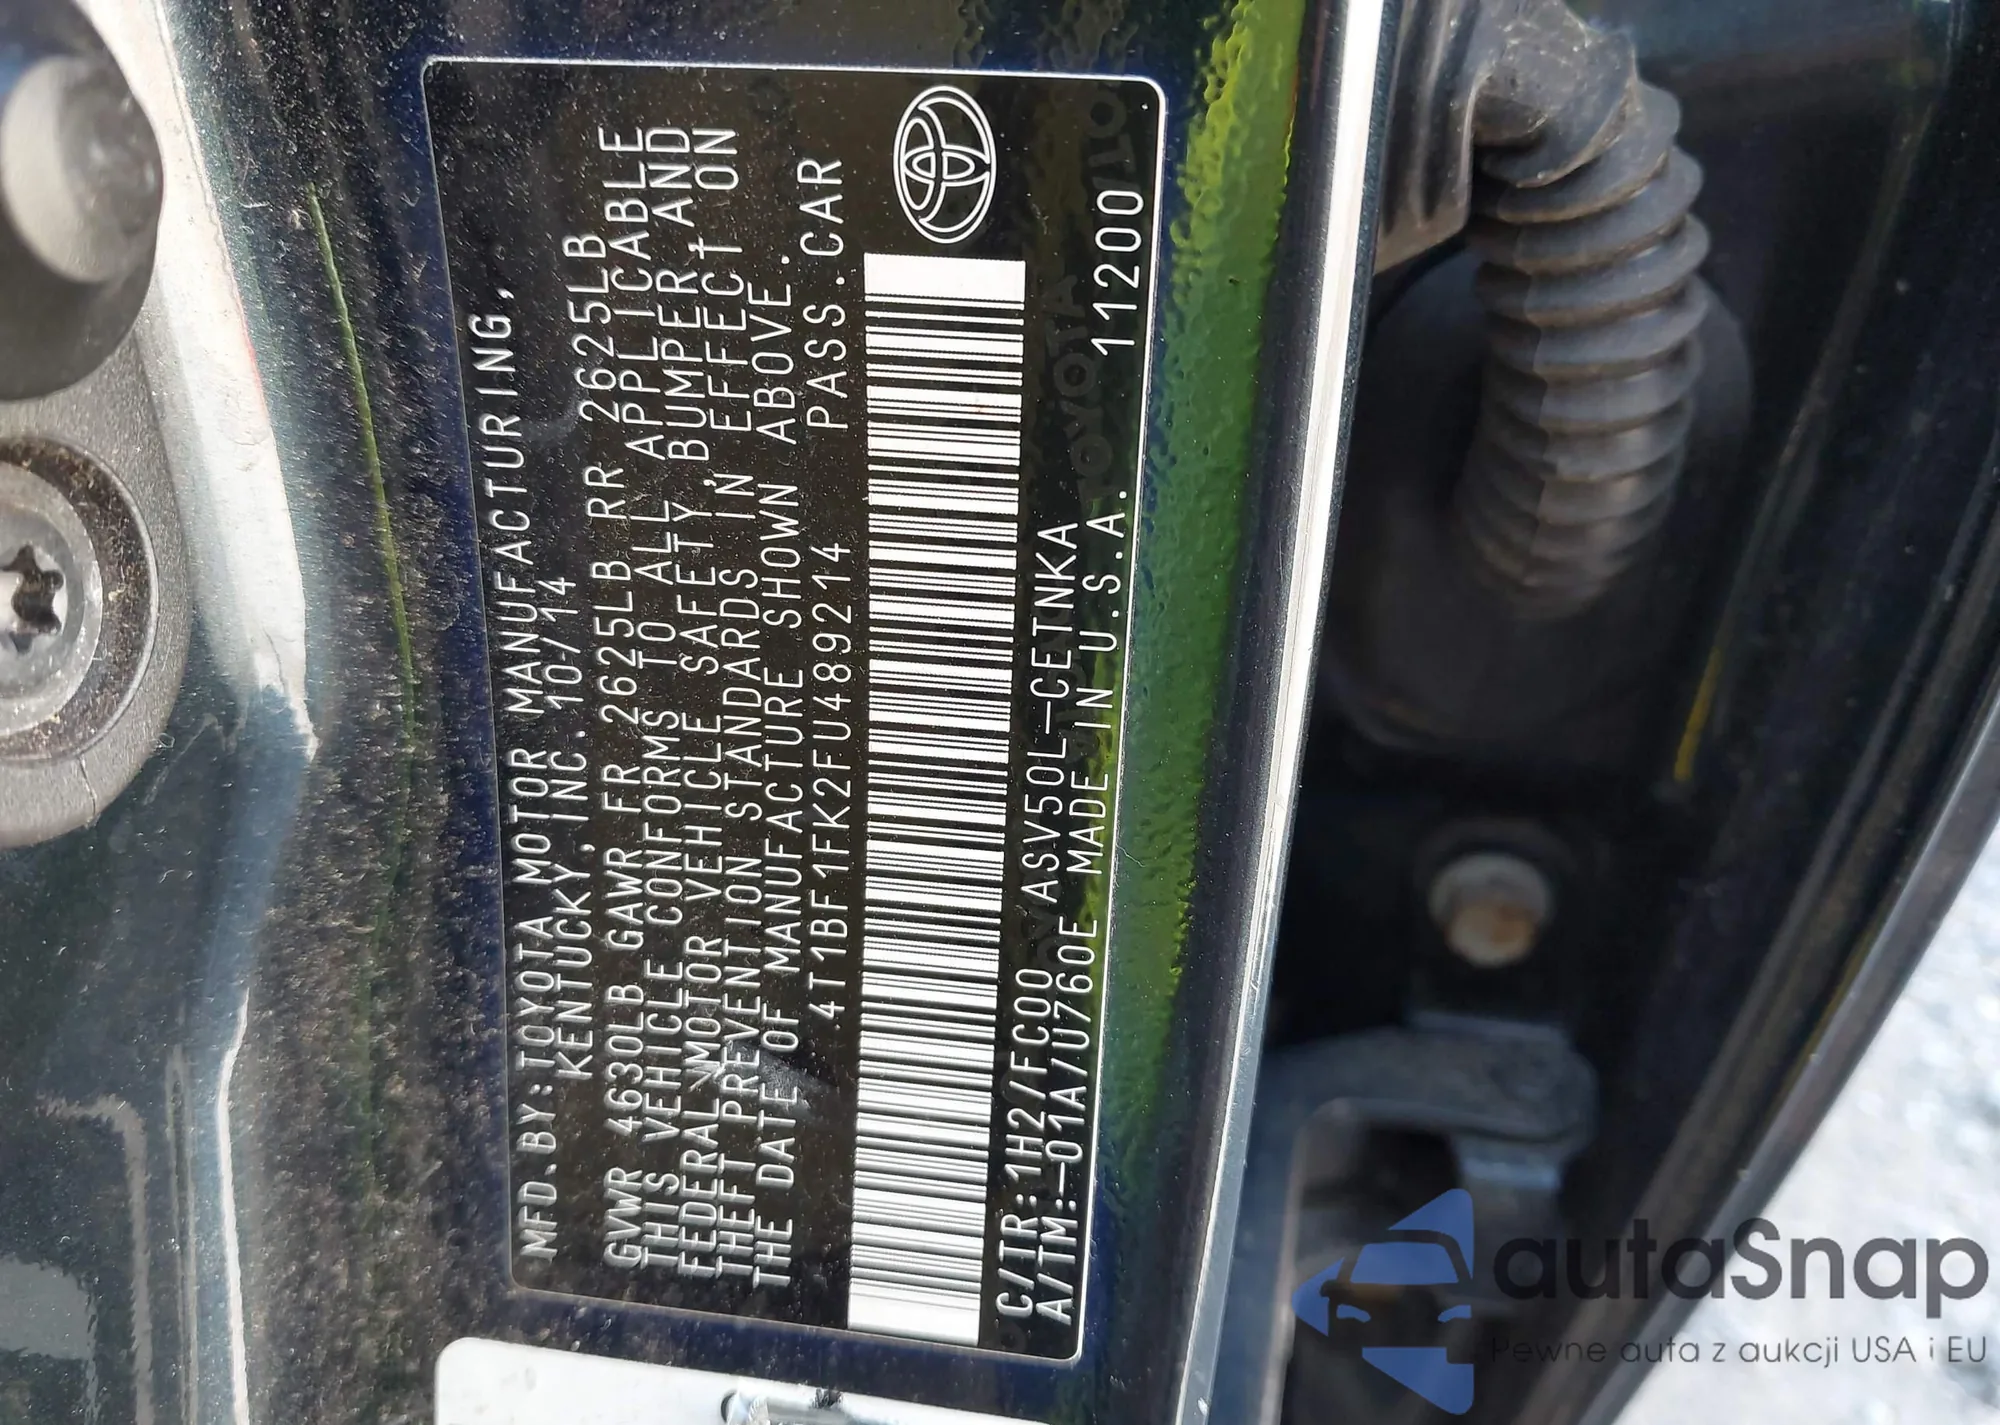 MFD.BY:TOYOTA MOTOR MANUFACTURING,
KENTUCKY,INC. 10/14
GVWR 4630LB GAWR FR 2625LB RR 2625LB
THIS VEHICLE CONFORMS TO ALL APPLICABLE
FEDERAL MOTOR VEHICLE SAFETY, BUMPER, AND
THEFT PREVENTION STANDARDS IN EFFECT ON
THE DATE OF MANUFACTURE SHOWN ABOVE.
4T1BF1FK2FU489214 PASS.CAR
C/TR:1H2/FC00 ASV50L-CETNKA
A/TM:-01A/U760E MADE IN U.S.A. 11200
TOYOTA
autaSnap
Pewne auta z aukcji USA i EU